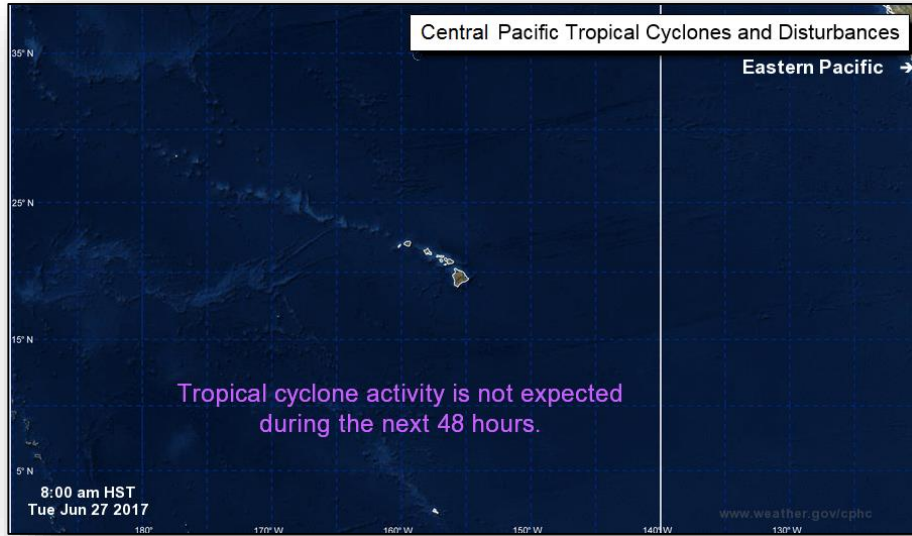 Central Pacific Tropical Cyclones and Disturbances
Eastern Pacific →
35° N
25° N
15° N
Tropical cyclone activity is not expected
during the next 48 hours.
5° N
8:00 am HST
Tue Jun 27 2017
www.weather.gov/cphc
180° 170° W 160° W 150° W 140° W 130° W